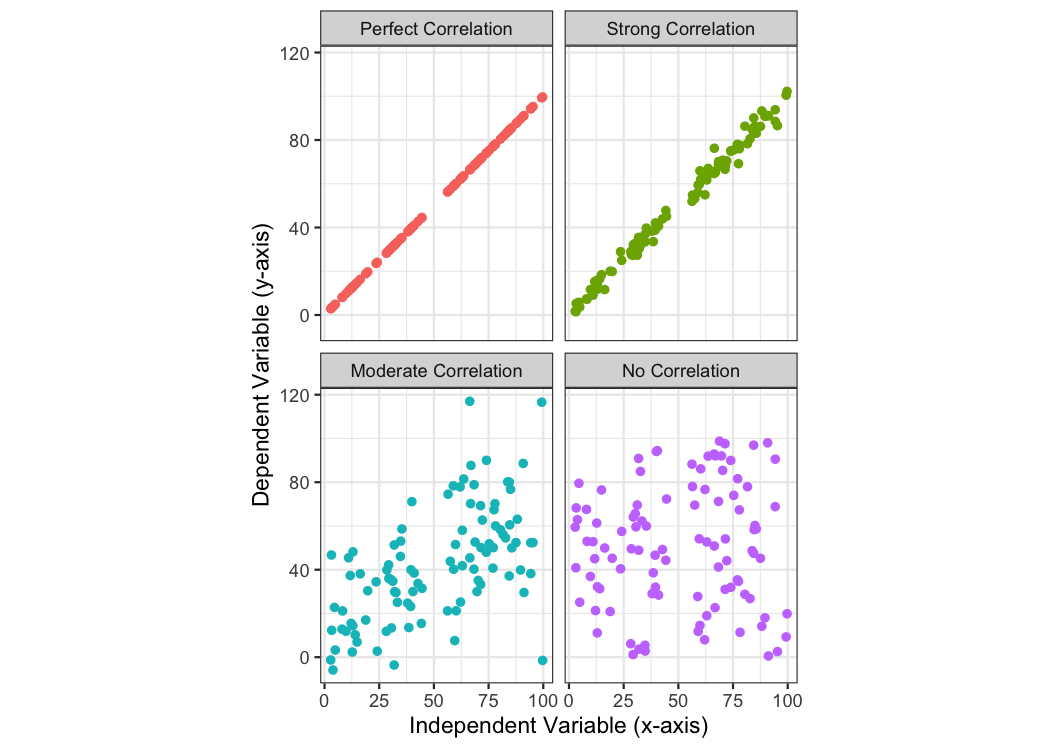 Perfect Correlation
Strong Correlation
120
80
40
0
Moderate Correlation
No Correlation
120
80
40
0
0 25 50 75 100
0 25 50 75 100
Independent Variable (x-axis)
Dependent Variable (y-axis)